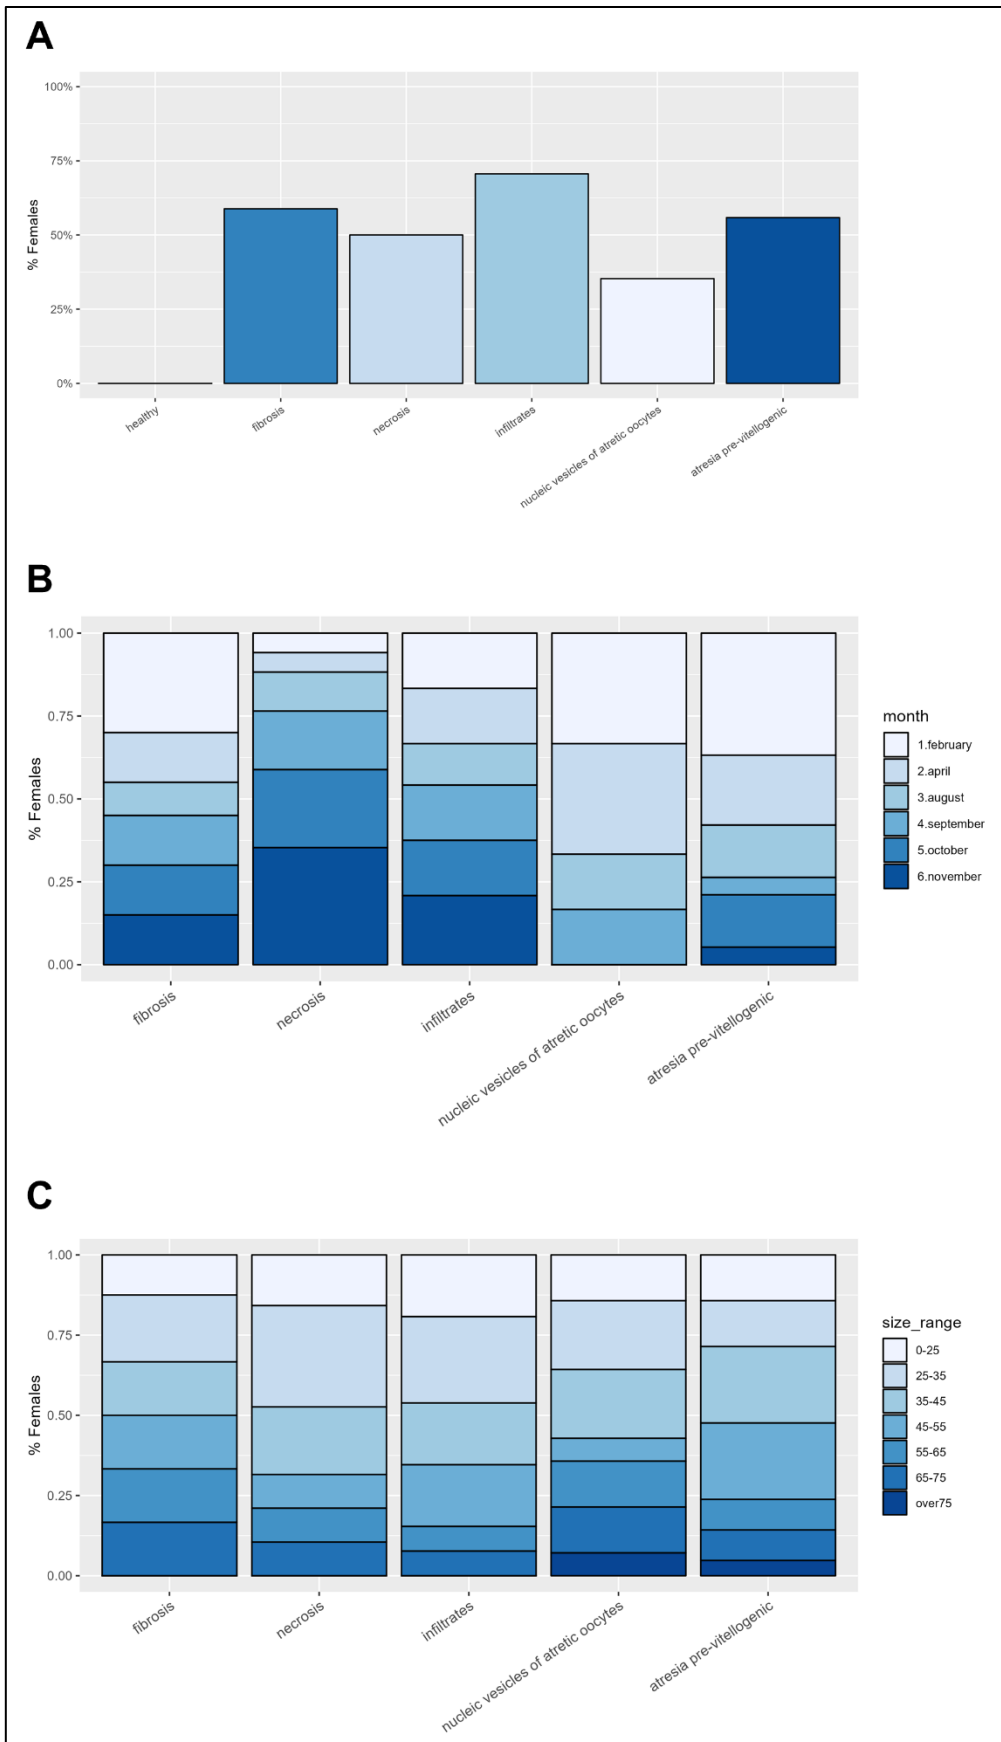 A
100%
75%
50%
25%
0%
% Females
healthy
fibrosis
necrosis
infiltrates
nucleic vesicles of atretic oocytes
atresia pre-vitellogenic
B
1.00
0.75
0.50
0.25
0.00
% Females
fibrosis
necrosis
infiltrates
nucleic vesicles of atretic oocytes
atresia pre-vitellogenic
month
1.february
2.april
3.august
4.september
5.october
6.november
C
1.00
0.75
0.50
0.25
0.00
% Females
fibrosis
necrosis
infiltrates
nucleic vesicles of atretic oocytes
atresia pre-vitellogenic
size_range
0-25
25-35
35-45
45-55
55-65
65-75
over75